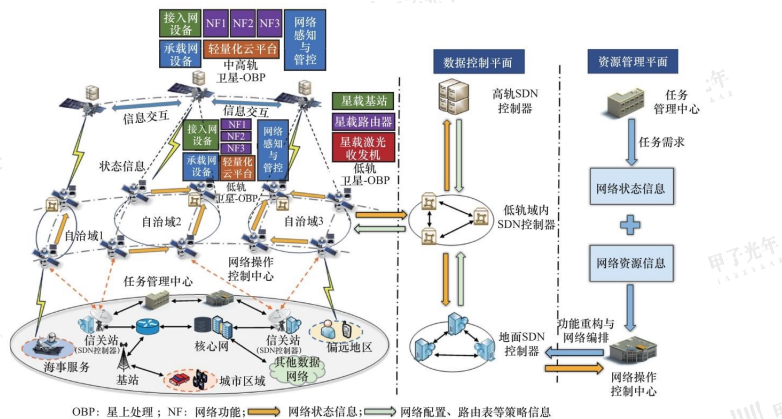 接入网
设备
NF1
NF2
NF3
网络
感知
与
管控
承载网
设备
轻量化云平台
中高轨
卫星-OBP
信息交互
信息交互
状态信息
接入网
设备
NF1
NF2
NF3
网络
感知
与
管控
承载网
设备
轻量化
云平台
低轨
卫星-OBP
星载基站
星载路由器
星载激光
收发机
低轨
卫星-OBP
自治域1
自治域2
自治域3
网络操作
控制中心
任务管理中心
信关站
(SDN控制器)
核心网
信关站
(SDN控制器)
偏远地区
海事服务
基站
城市区域
其他数据
网络
数据控制平面
高轨SDN
控制器
低轨域内
SDN控制器
地面SDN
控制器
资源管理平面
任务
管理中心
任务需求
网络状态信息
网络资源信息
功能重构与
网络编排
网络操作
控制中心
甲子光年
OBP：星上处理；NF：网络功能；
网络状态信息；
网络配置、路由表等策略信息